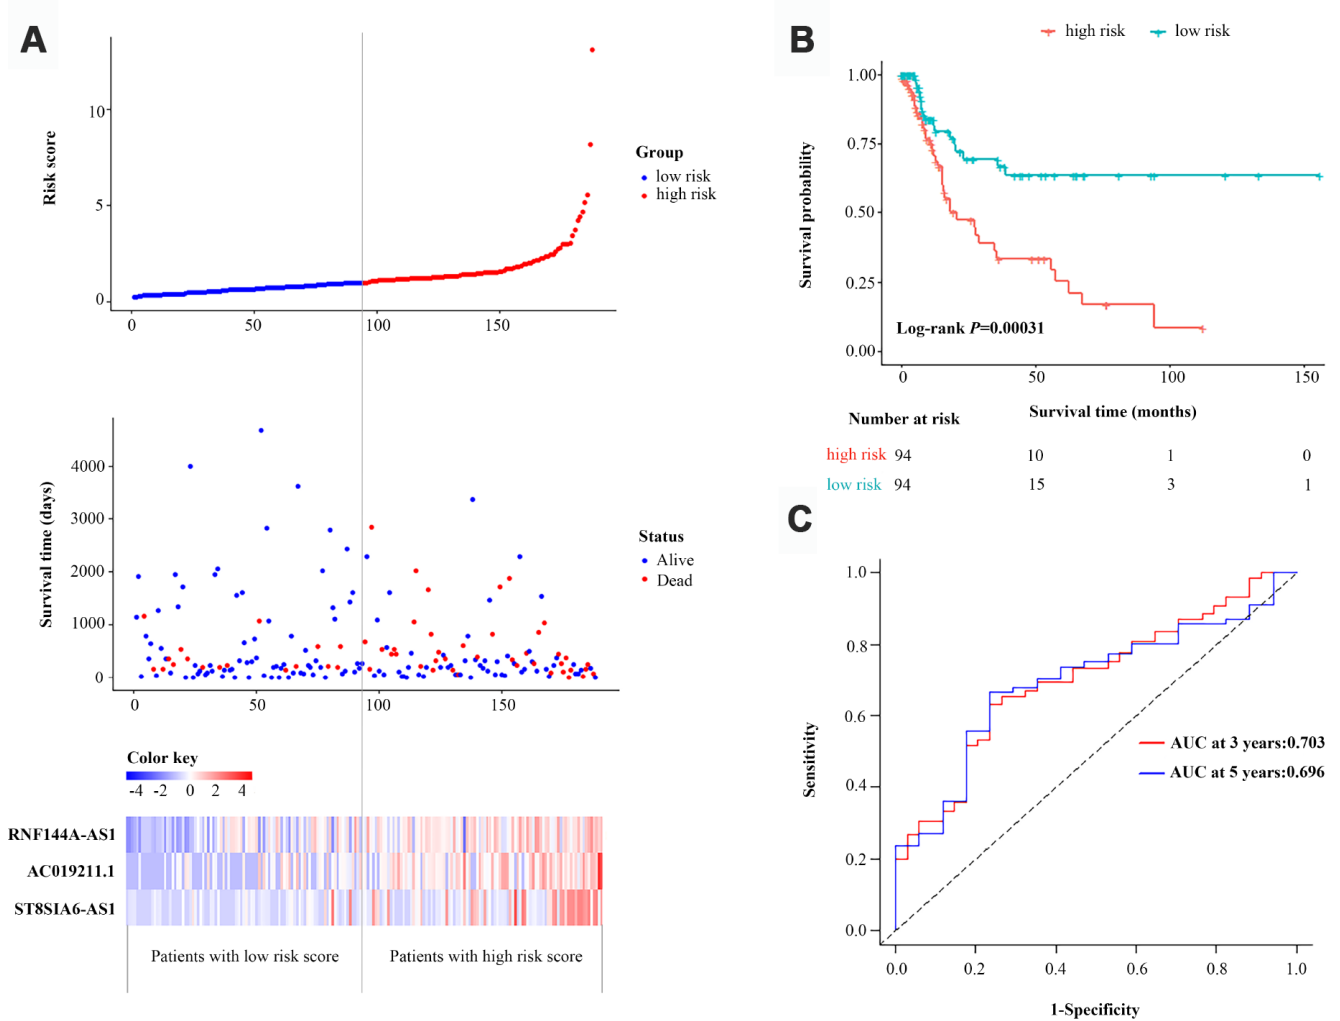 A
Risk score
10
5
0
0 50 100 150
Group
low risk
high risk
Survival time (days)
4000
3000
2000
1000
0
0 50 100 150
Status
Alive
Dead
Color key
-4 -2 0 2 4
RNF144A-AS1
AC019211.1
ST8SIA6-AS1
Patients with low risk score Patients with high risk score
B
high risk low risk
Survival probability
1.00
0.75
0.50
0.25
0.00
Log-rank P=0.00031
0 50 100 150
Survival time (months)
Number at risk
high risk 94 10 1 0
low risk 94 15 3 1
C
Sensitivity
1.0
0.8
0.6
0.4
0.2
0.0
AUC at 3 years:0.703
AUC at 5 years:0.696
0.0 0.2 0.4 0.6 0.8 1.0
1-Specificity